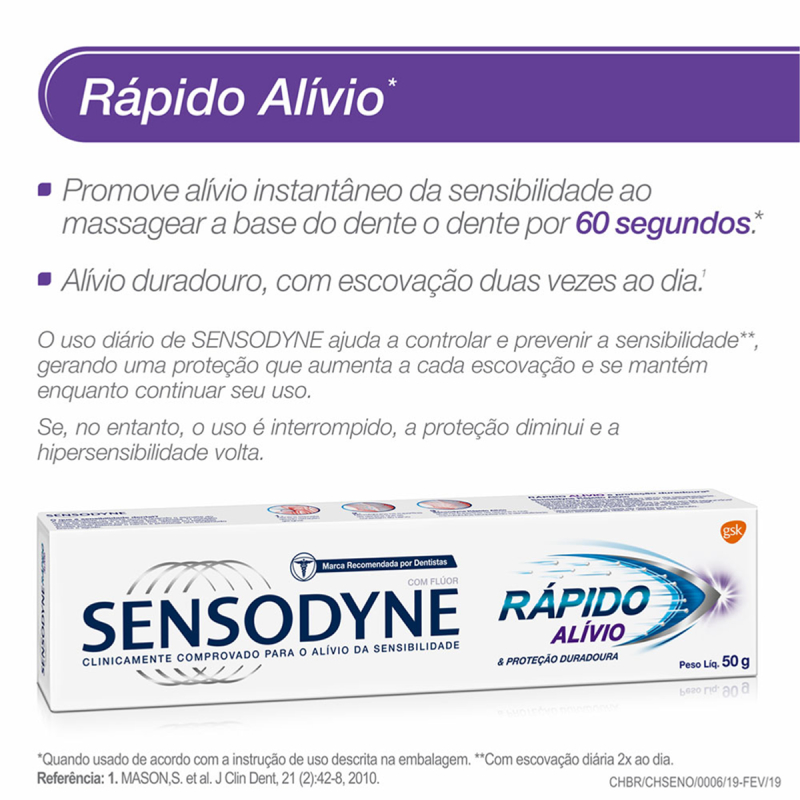 Rápido Alívio*
Promove alívio instantâneo da sensibilidade ao
massagear a base do dente o dente por 60 segundos.*
Alívio duradouro, com escovação duas vezes ao dia.¹
O uso diário de SENSODYNE ajuda a controlar e prevenir a sensibilidade**,
gerando uma proteção que aumenta a cada escovação e se mantém
enquanto continuar seu uso.
Se, no entanto, o uso é interrompido, a proteção diminui e a
hipersensibilidade volta.
SENSODYNE
RÁPIDO ALÍVIO e proteção duradoura*
gsk
Marca Recomendada por Dentistas
COM FLÚOR
SENSODYNE
CLINICAMENTE COMPROVADO PARA O ALÍVIO DA SENSIBILIDADE
RÁPIDO
ALÍVIO
& PROTEÇÃO DURADOURA
Peso Líq. 50 g
SENSODYNE
*Quando usado de acordo com a instrução de uso descrita na embalagem. **Com escovação diária 2x ao dia.
Referência: 1. MASON,S. et al. J Clin Dent, 21 (2):42-8, 2010.
CHBR/CHSENO/0006/19-FEV/19